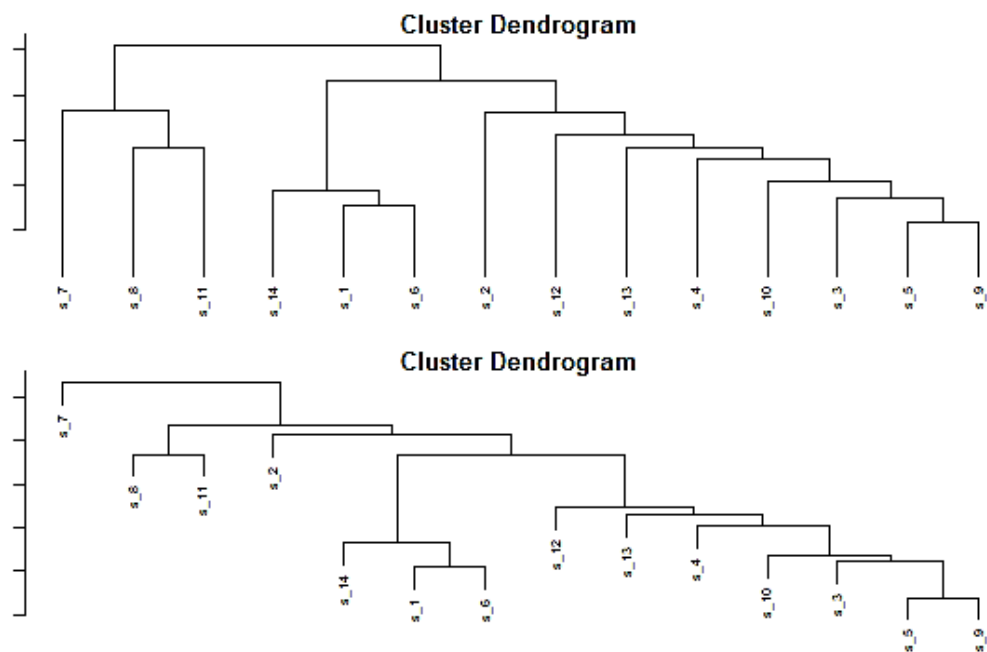 Cluster Dendrogram
s_7
s_8
s_11
s_14
s_1
s_6
s_2
s_12
s_13
s_4
s_10
s_3
s_5
s_9
Cluster Dendrogram
s_7
s_8
s_11
s_2
s_14
s_1
s_6
s_12
s_13
s_4
s_10
s_3
s_5
s_9